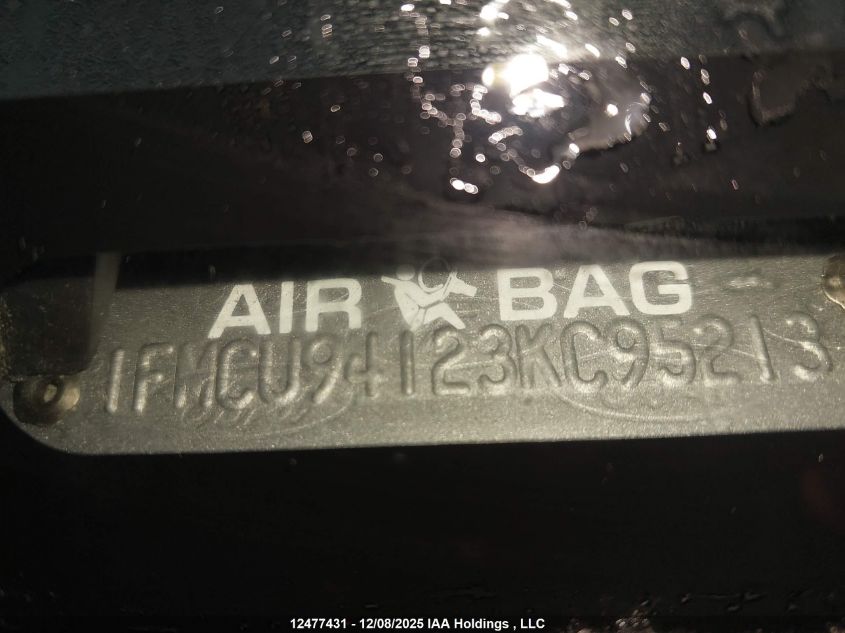 AIR BAG
1FMCU94123KC95213
12477431 - 12/08/2025 IAA Holdings , LLC